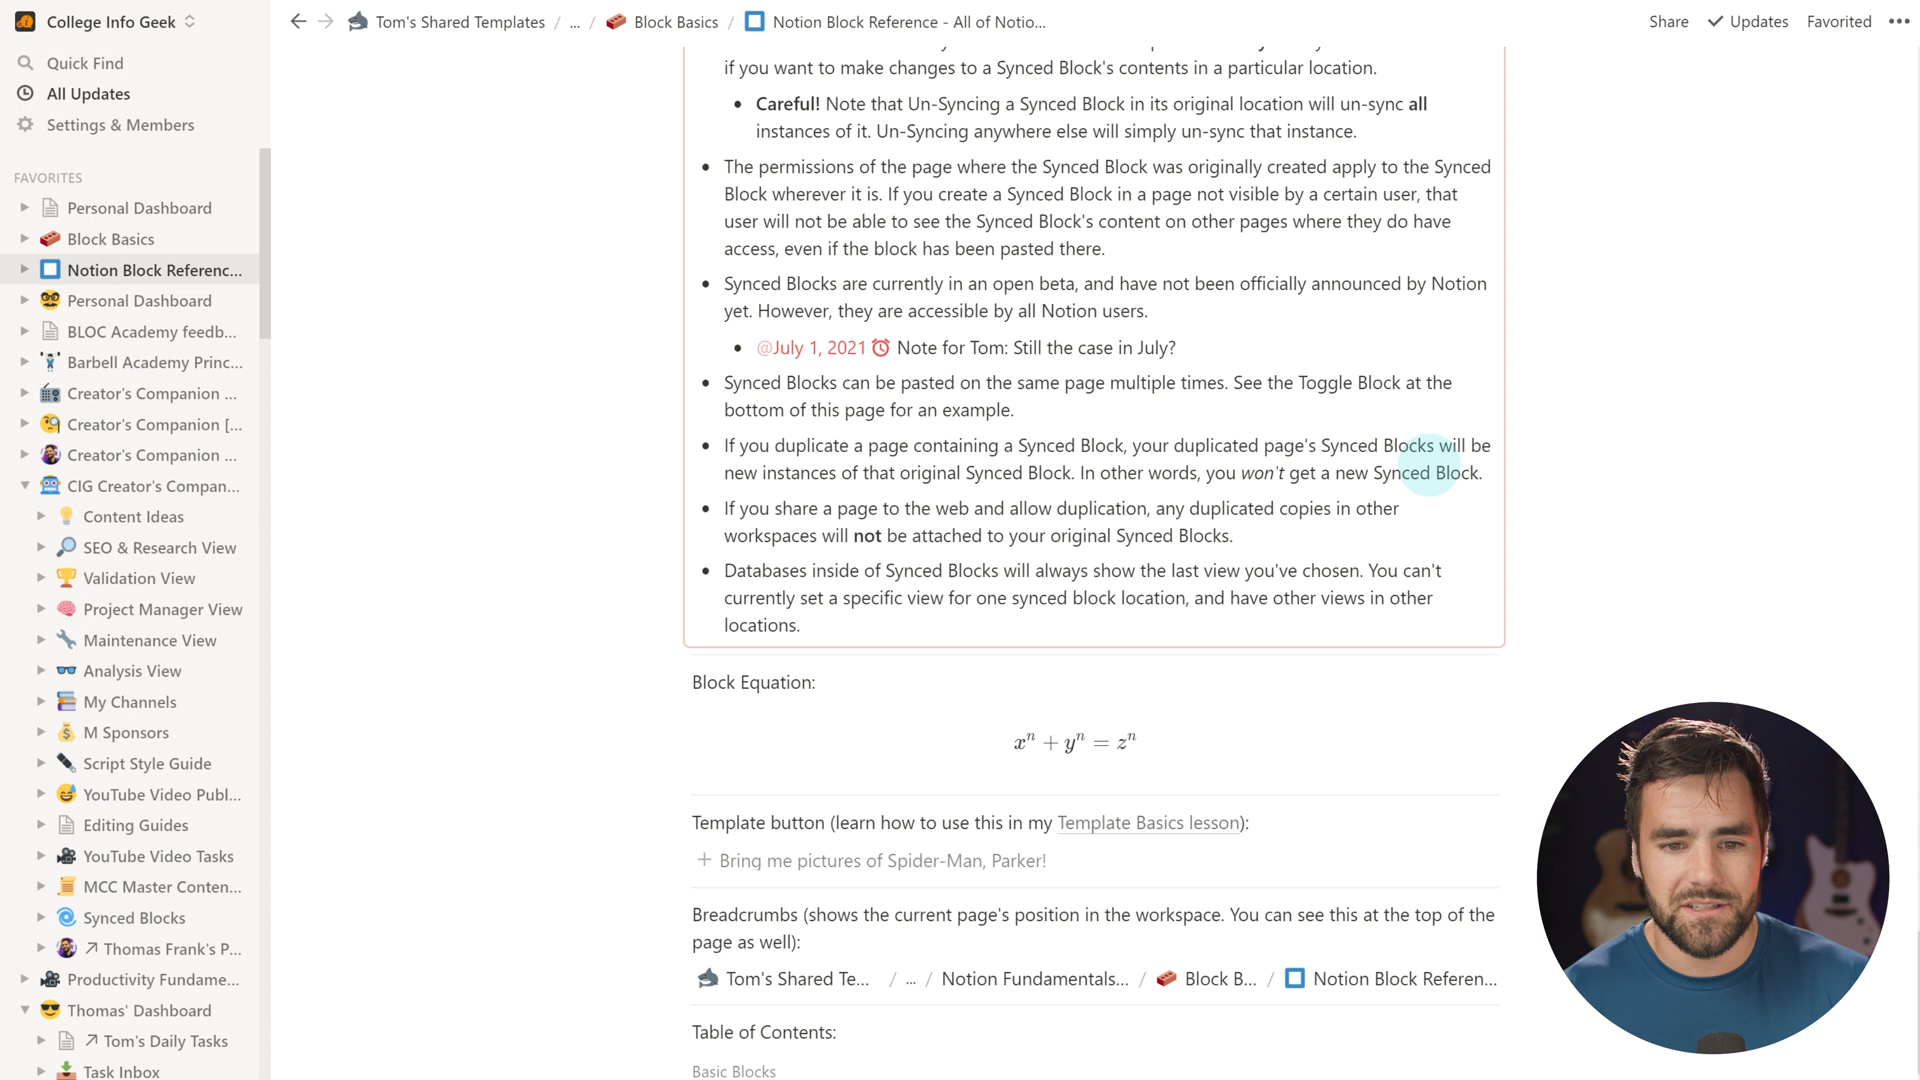 College Info Geek
Quick Find
All Updates
Settings & Members
FAVORITES
Personal Dashboard
Block Basics
Notion Block Referenc...
Personal Dashboard
BLOC Academy feedb...
Barbell Academy Princ...
Creator's Companion ...
Creator's Companion [...
Creator's Companion ...
CIG Creator's Compan...
Content Ideas
SEO & Research View
Validation View
Project Manager View
Maintenance View
Analysis View
My Channels
M Sponsors
Script Style Guide
YouTube Video Publ...
Editing Guides
YouTube Video Tasks
MCC Master Conten...
Synced Blocks
Thomas Frank's P...
Productivity Fundame...
Thomas' Dashboard
Tom's Daily Tasks
Task Inbox
Tom's Shared Templates / ... / Block Basics / Notion Block Reference - All of Notio...
Share Updates Favorited
if you want to make changes to a Synced Block's contents in a particular location.
Careful! Note that Un-Syncing a Synced Block in its original location will un-sync all
instances of it. Un-Syncing anywhere else will simply un-sync that instance.
The permissions of the page where the Synced Block was originally created apply to the Synced
Block wherever it is. If you create a Synced Block in a page not visible by a certain user, that
user will not be able to see the Synced Block's content on other pages where they do have
access, even if the block has been pasted there.
Synced Blocks are currently in an open beta, and have not been officially announced by Notion
yet. However, they are accessible by all Notion users.
@July 1, 2021 Note for Tom: Still the case in July?
Synced Blocks can be pasted on the same page multiple times. See the Toggle Block at the
bottom of this page for an example.
If you duplicate a page containing a Synced Block, your duplicated page's Synced Blocks will be
new instances of that original Synced Block. In other words, you won't get a new Synced Block.
If you share a page to the web and allow duplication, any duplicated copies in other
workspaces will not be attached to your original Synced Blocks.
Databases inside of Synced Blocks will always show the last view you've chosen. You can't
currently set a specific view for one synced block location, and have other views in other
locations.
Block Equation:
xⁿ + yⁿ = zⁿ
Template button (learn how to use this in my Template Basics lesson):
+ Bring me pictures of Spider-Man, Parker!
Breadcrumbs (shows the current page's position in the workspace. You can see this at the top of the
page as well):
Tom's Shared Te... / ... / Notion Fundamentals... / Block B... / Notion Block Referen...
Table of Contents:
Basic Blocks